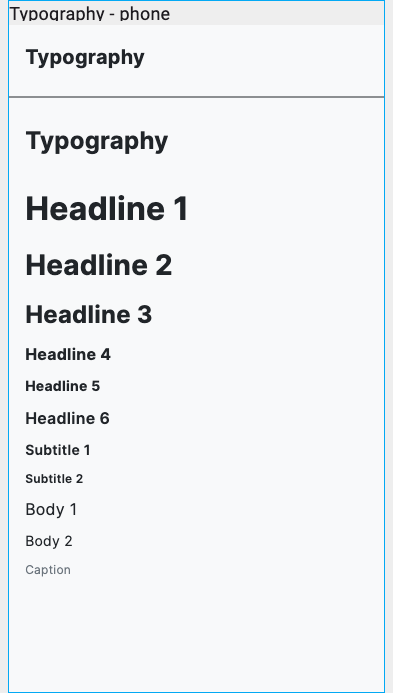 Typography - phone
Typography
Typography
Headline 1
Headline 2
Headline 3
Headline 4
Headline 5
Headline 6
Subtitle 1
Subtitle 2
Body 1
Body 2
Caption